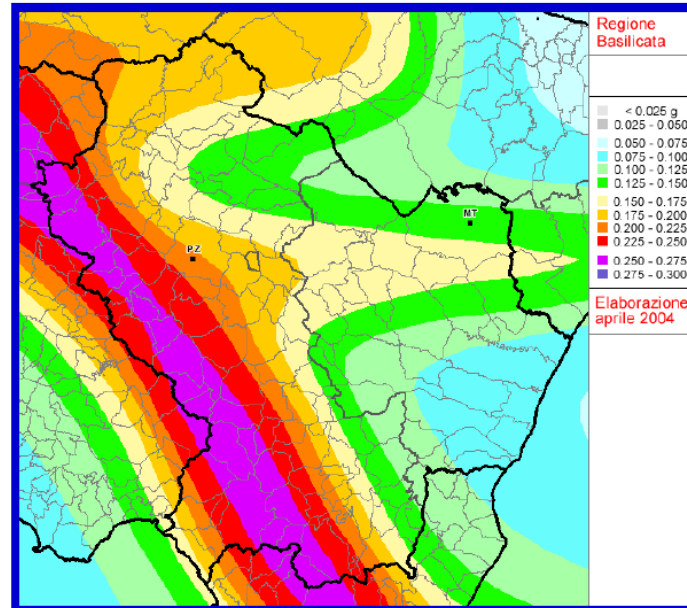 Regione
Basilicata
< 0.025 g
0.025 - 0.050
0.050 - 0.075
0.075 - 0.100
0.100 - 0.125
0.125 - 0.150
0.150 - 0.175
0.175 - 0.200
0.200 - 0.225
0.225 - 0.250
0.250 - 0.275
0.275 - 0.300
Elaborazione
aprile 2004
MT
PZ